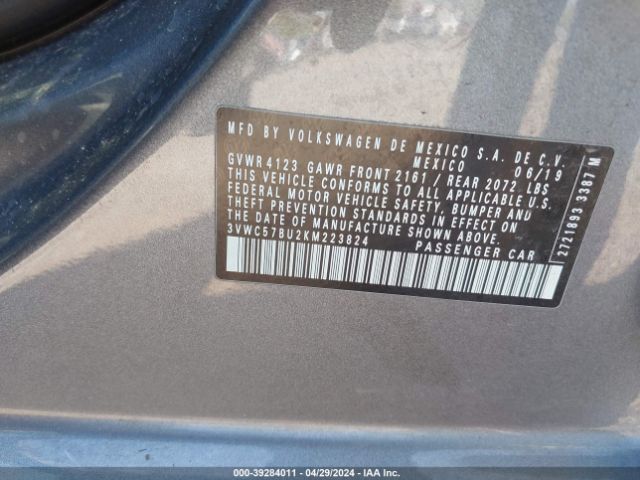 MFD BY VOLKSWAGEN DE MEXICO S.A. DE C.V.
MEXICO 06/19
GVWR 4123 GAWR FRONT 2161 / REAR 2072 LBS
THIS VEHICLE CONFORMS TO ALL APPLICABLE U.S.
FEDERAL MOTOR VEHICLE SAFETY, BUMPER AND
THEFT PREVENTION STANDARDS IN EFFECT ON
THE DATE OF MANUFACTURE SHOWN ABOVE.
3VWC57BU2KM223824 PASSENGER CAR
2721893 3387 M
000-39284011 - 04/29/2024 - IAA Inc.